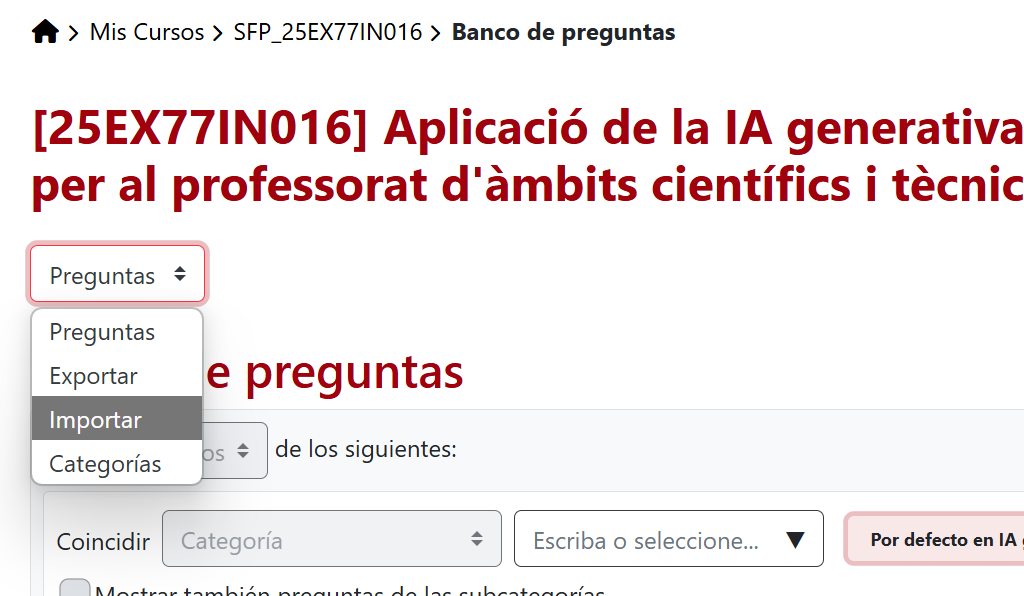 Mis Cursos SFP_25EX77IN016 Banco de preguntas
[25EX77IN016] Aplicació de la IA generativa
per al professorat d'àmbits científics i tècnic
Preguntas
Preguntas
Exportar
Importar
Categorías
e preguntas
os de los siguientes:
Coincidir Categoría Escriba o seleccione... Por defecto en IA
Mostrar también preguntas de las subcategorías